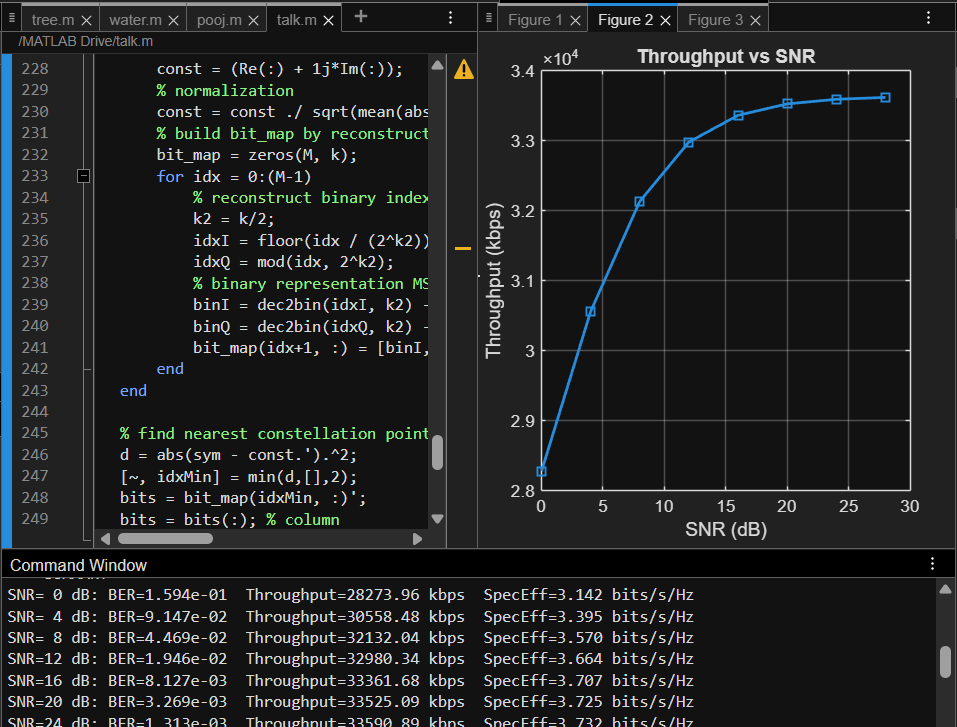 tree.m × water.m × pooj.m × talk.m × +
/MATLAB Drive/talk.m
228 const = (Re(:) + 1j*Im(:));
229 % normalization
230 const = const ./ sqrt(mean(abs
231 % build bit_map by reconstruct
232 bit_map = zeros(M, k);
233 for idx = 0:(M-1)
234 % reconstruct binary index
235 k2 = k/2;
236 idxI = floor(idx / (2^k2))
237 idxQ = mod(idx, 2^k2);
238 % binary representation MS
239 binI = dec2bin(idxI, k2) -
240 binQ = dec2bin(idxQ, k2) -
241 bit_map(idx+1, :) = [binI,
242 end
243 end
244
245 % find nearest constellation point
246 d = abs(sym - const.').^2;
247 [~, idxMin] = min(d,[],2);
248 bits = bit_map(idxMin, :)';
249 bits = bits(:); % column
Figure 1 × Figure 2 × Figure 3 ×
Throughput vs SNR
×10⁴
3.4
3.3
3.2
3.1
3
2.9
2.8
Throughput (kbps)
0 5 10 15 20 25 30
SNR (dB)
Command Window
SNR= 0 dB: BER=1.594e-01 Throughput=28273.96 kbps SpecEff=3.142 bits/s/Hz
SNR= 4 dB: BER=9.147e-02 Throughput=30558.48 kbps SpecEff=3.395 bits/s/Hz
SNR= 8 dB: BER=4.469e-02 Throughput=32132.04 kbps SpecEff=3.570 bits/s/Hz
SNR=12 dB: BER=1.946e-02 Throughput=32980.34 kbps SpecEff=3.664 bits/s/Hz
SNR=16 dB: BER=8.127e-03 Throughput=33361.68 kbps SpecEff=3.707 bits/s/Hz
SNR=20 dB: BER=3.269e-03 Throughput=33525.09 kbps SpecEff=3.725 bits/s/Hz
SNR=24 dB: BER=1.313e-03 Throughput=33590.89 kbps SpecEff=3.732 bits/s/Hz